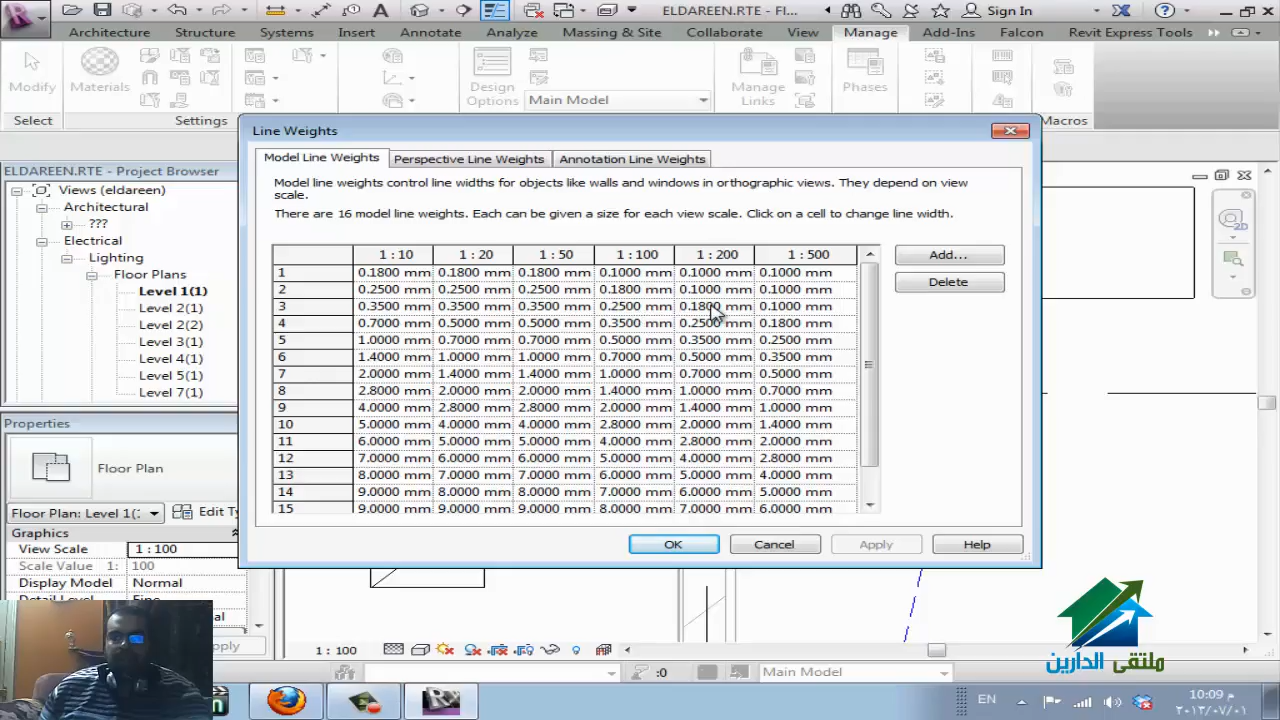 ELDAREEN.RTE - Fl...
Sign In
Architecture Structure Systems Insert Annotate Analyze Massing & Site Collaborate View Manage Add-Ins Falcon Revit Express Tools
Modify Materials Design Options Main Model Manage Links Phases
Select Settings Macros
Line Weights
Model Line Weights Perspective Line Weights Annotation Line Weights
Model line weights control line widths for objects like walls and windows in orthographic views. They depend on view
scale.
There are 16 model line weights. Each can be given a size for each view scale. Click on a cell to change line width.
1 : 10 1 : 20 1 : 50 1 : 100 1 : 200 1 : 500
1 0.1800 mm 0.1800 mm 0.1800 mm 0.1000 mm 0.1000 mm 0.1000 mm
2 0.2500 mm 0.2500 mm 0.2500 mm 0.1800 mm 0.1000 mm 0.1000 mm
3 0.3500 mm 0.3500 mm 0.3500 mm 0.2500 mm 0.1800 mm 0.1000 mm
4 0.7000 mm 0.5000 mm 0.5000 mm 0.3500 mm 0.2500 mm 0.1800 mm
5 1.0000 mm 0.7000 mm 0.7000 mm 0.5000 mm 0.3500 mm 0.2500 mm
6 1.4000 mm 1.0000 mm 1.0000 mm 0.7000 mm 0.5000 mm 0.3500 mm
7 2.0000 mm 1.4000 mm 1.4000 mm 1.0000 mm 0.7000 mm 0.5000 mm
8 2.8000 mm 2.0000 mm 2.0000 mm 1.4000 mm 1.0000 mm 0.7000 mm
9 4.0000 mm 2.8000 mm 2.8000 mm 2.0000 mm 1.4000 mm 1.0000 mm
10 5.0000 mm 4.0000 mm 4.0000 mm 2.8000 mm 2.0000 mm 1.4000 mm
11 6.0000 mm 5.0000 mm 5.0000 mm 4.0000 mm 2.8000 mm 2.0000 mm
12 7.0000 mm 6.0000 mm 6.0000 mm 5.0000 mm 4.0000 mm 2.8000 mm
13 8.0000 mm 7.0000 mm 7.0000 mm 6.0000 mm 5.0000 mm 4.0000 mm
14 9.0000 mm 8.0000 mm 8.0000 mm 7.0000 mm 6.0000 mm 5.0000 mm
15 9.0000 mm 9.0000 mm 9.0000 mm 8.0000 mm 7.0000 mm 6.0000 mm
Add...
Delete
OK Cancel Apply Help
ELDAREEN.RTE - Project Browser
Views (eldareen)
Architectural
???
Electrical
Lighting
Floor Plans
Level 1(1)
Level 2(1)
Level 2(2)
Level 3(1)
Level 4(1)
Level 5(1)
Level 7(1)
Properties
Floor Plan
Floor Plan: Level 1(: Edit Ty
Graphics
View Scale 1 : 100
Scale Value 1: 100
Display Model Normal
Detail Level Fine
1 : 100
:0 Main Model
ملتقى الدارين
EN
10:09 م
٢٠١٣/٠٧/٠١